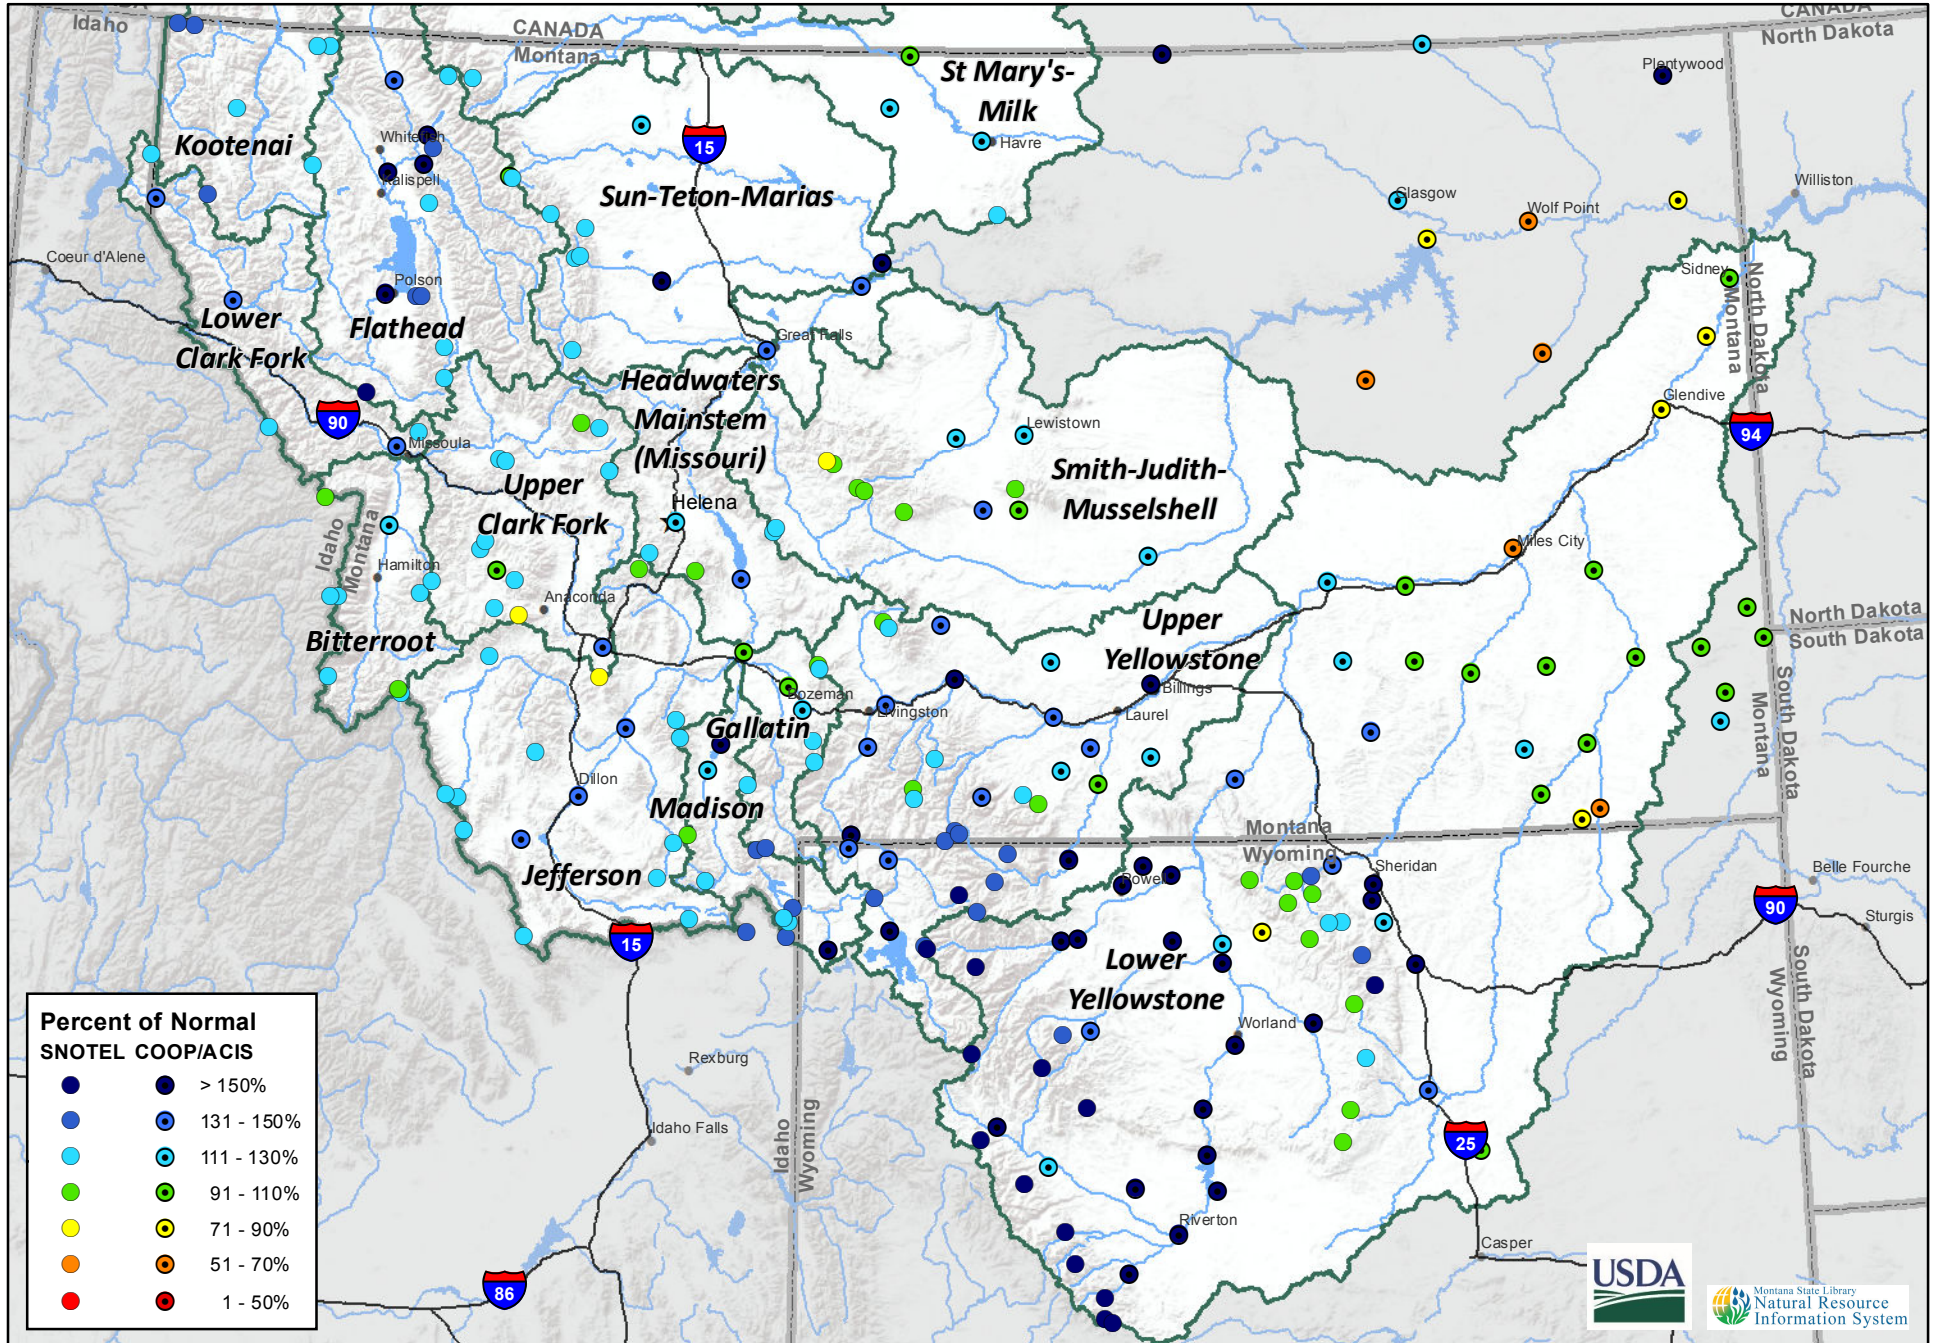 CANADA
Idaho
CANADA
Montana
CANADA
North Dakota
St Mary's-
Milk
Plentywood
Kootenai
Whitefish
15
Havre
Kalispell
Sun-Teton-Marias
Glasgow
Wolf Point
Williston
Coeur d'Alene
Polson
Sidney
North Dakota
Montana
Lower
Clark Fork
Flathead
Great Falls
Headwaters
Mainstem
(Missouri)
Glendive
90
Missoula
Lewistown
94
Smith-Judith-
Musselshell
Upper
Clark Fork
Helena
Idaho
Montana
Miles City
Hamilton
Anaconda
North Dakota
South Dakota
Bitterroot
Upper
Yellowstone
Bozeman
Billings
Livingston
Laurel
South Dakota
Montana
Gallatin
Dillon
Madison
Montana
Wyoming
Jefferson
Powell
Sheridan
Belle Fourche
90
Sturgis
15
Lower
Yellowstone
South Dakota
Wyoming
Worland
Rexburg
Idaho Falls
Idaho
Wyoming
25
Riverton
Casper
86
Percent of Normal
SNOTEL COOP/ACIS
> 150%
131 - 150%
111 - 130%
91 - 110%
71 - 90%
51 - 70%
1 - 50%
USDA
Montana State Library
Natural Resource
Information System